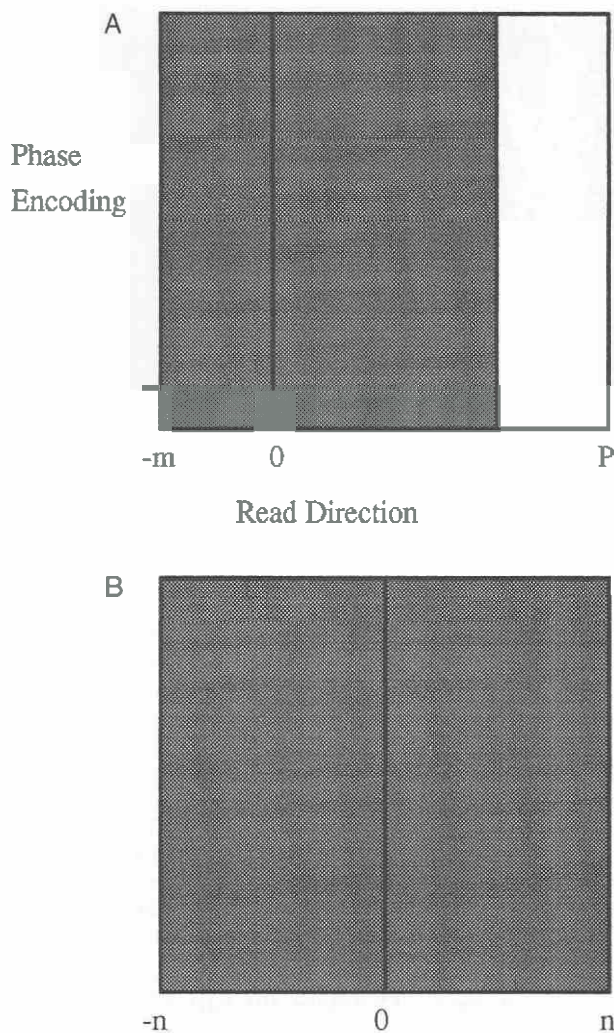 A
Phase
Encoding
-m 0 P
Read Direction
B
-n 0 n